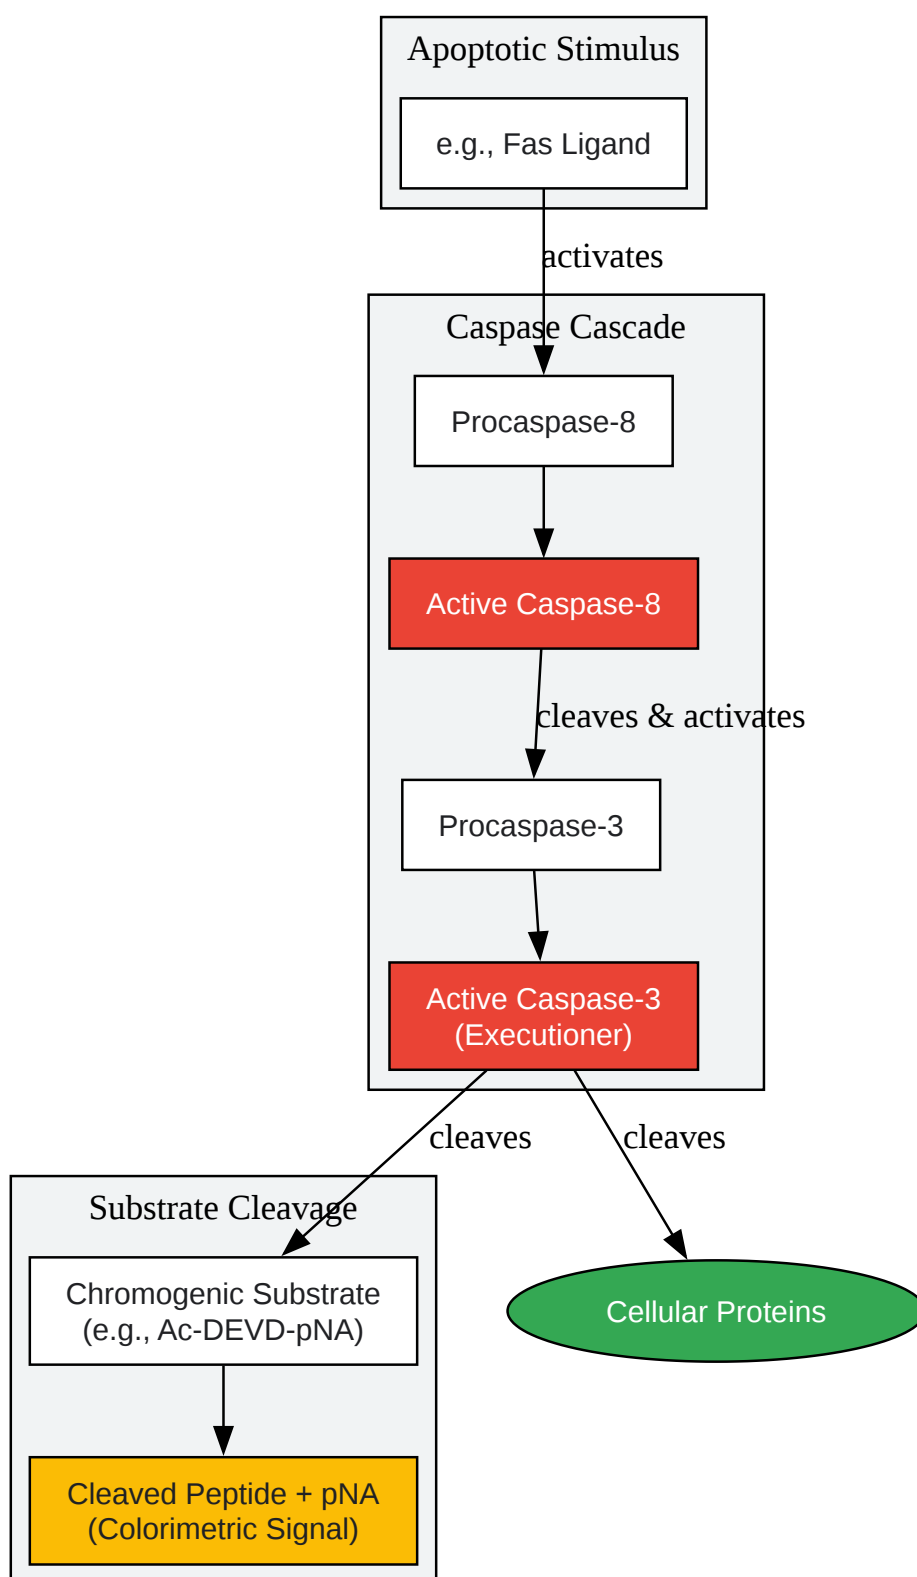 Apoptotic Stimulus
e.g., Fas Ligand
activates
Caspase Cascade
Procaspase-8
Active Caspase-8
cleaves & activates
Procaspase-3
Active Caspase-3
(Executioner)
cleaves
cleaves
Substrate Cleavage
Chromogenic Substrate
(e.g., Ac-DEVD-pNA)
Cellular Proteins
Cleaved Peptide + pNA
(Colorimetric Signal)